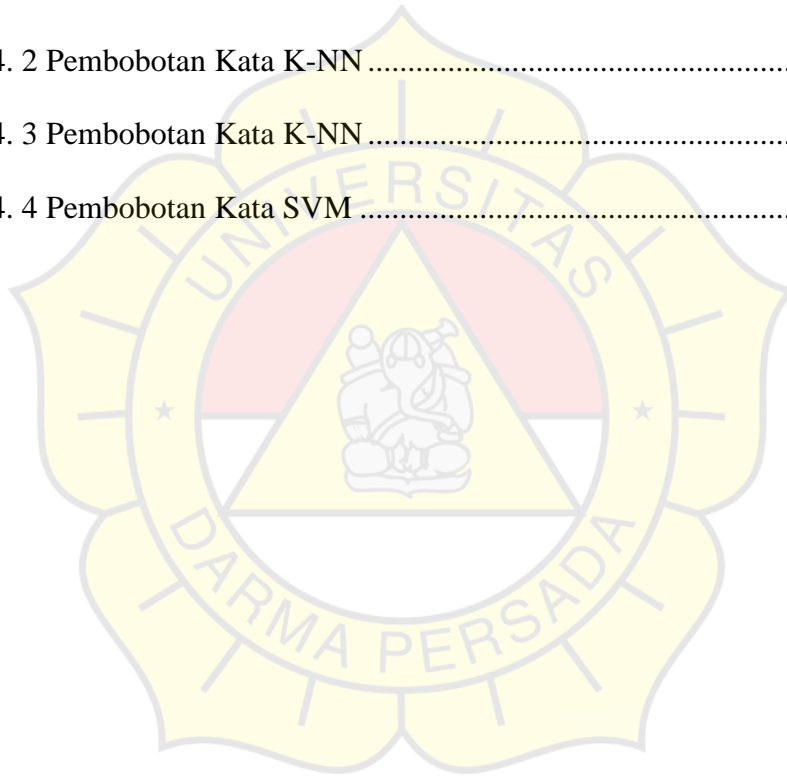 4. 2 Pembobotan Kata K-NN ......................................................
4. 3 Pembobotan Kata K-NN ......................................................
4. 4 Pembobotan Kata SVM .......................................................
UNIVERSITAS
DARMA PERSADA